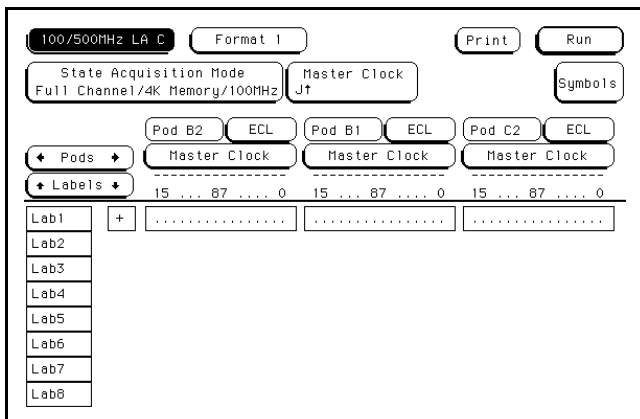 100/500MHz LA C Format 1 Print Run
State Acquisition Mode
Full Channel/4K Memory/100MHz
Master Clock
J↑
Symbols
Pod B2 ECL Pod B1 ECL Pod C2 ECL
← Pods → Master Clock Master Clock Master Clock
↑ Labels ↓
15 ... 87 .... 0 15 ... 87 .... 0 15 ... 87 .... 0
Lab1 + ................ ................ ................
Lab2
Lab3
Lab4
Lab5
Lab6
Lab7
Lab8